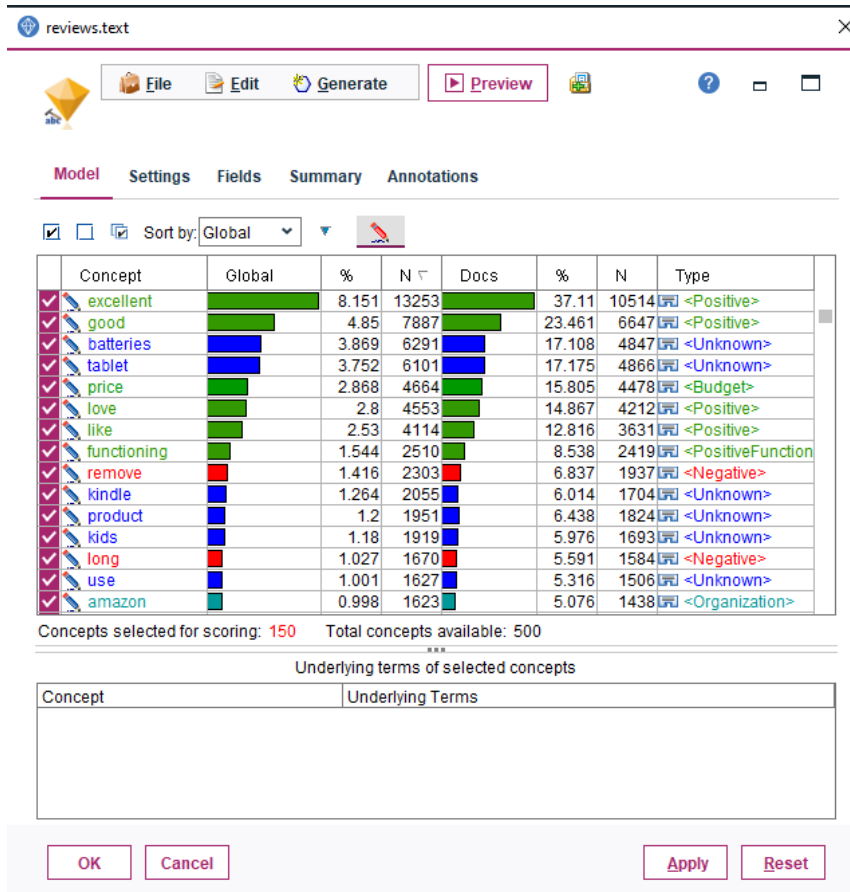 reviews.text
abc File Edit Generate Preview ?
Model Settings Fields Summary Annotations
Sort by: Global
Concept Global % N Docs % N Type
excellent 8.151 13253 37.11 10514 <Positive>
good 4.85 7887 23.461 6647 <Positive>
batteries 3.869 6291 17.108 4847 <Unknown>
tablet 3.752 6101 17.175 4866 <Unknown>
price 2.868 4664 15.805 4478 <Budget>
love 2.8 4553 14.867 4212 <Positive>
like 2.53 4114 12.816 3631 <Positive>
functioning 1.544 2510 8.538 2419 <PositiveFunction
remove 1.416 2303 6.837 1937 <Negative>
kindle 1.264 2055 6.014 1704 <Unknown>
product 1.2 1951 6.438 1824 <Unknown>
kids 1.18 1919 5.976 1693 <Unknown>
long 1.027 1670 5.591 1584 <Negative>
use 1.001 1627 5.316 1506 <Unknown>
amazon 0.998 1623 5.076 1438 <Organization>
Concepts selected for scoring: 150 Total concepts available: 500
Underlying terms of selected concepts
Concept Underlying Terms
OK Cancel Apply Reset